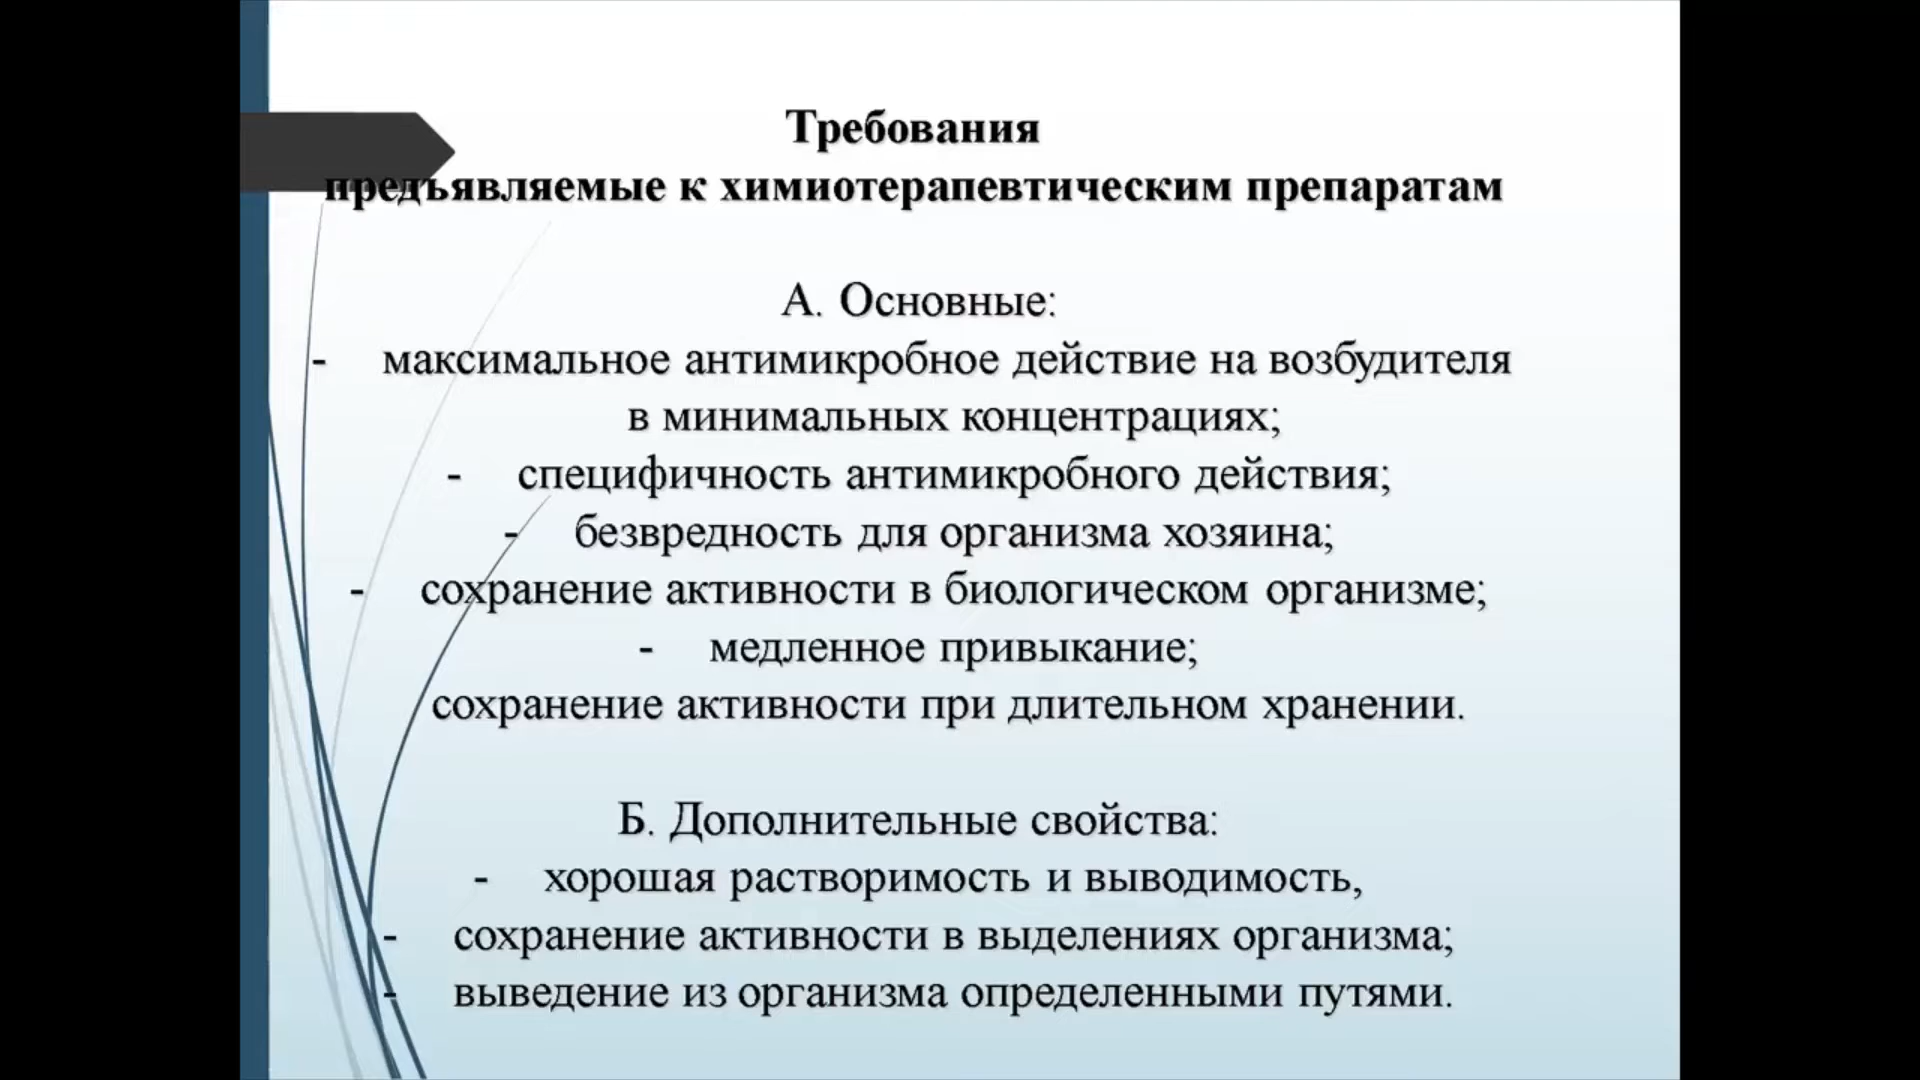 Требования
предъявляемые к химиотерапевтическим препаратам
А. Основные:
- максимальное антимикробное действие на возбудителя
в минимальных концентрациях;
- специфичность антимикробного действия;
- безвредность для организма хозяина;
- сохранение активности в биологическом организме;
- медленное привыкание;
сохранение активности при длительном хранении.
Б. Дополнительные свойства:
- хорошая растворимость и выводимость,
- сохранение активности в выделениях организма;
- выведение из организма определенными путями.